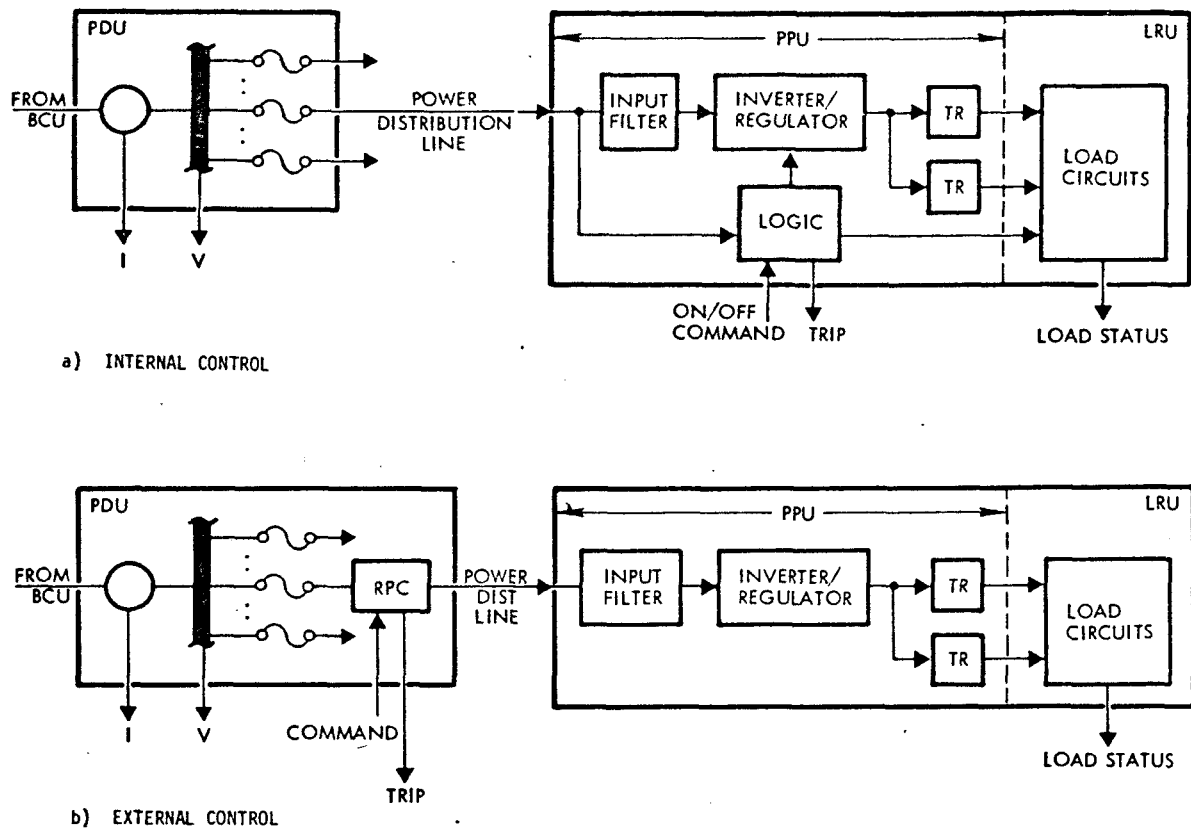 PDU
FROM
BCU
I
V
POWER
DISTRIBUTION
LINE
PPU
LRU
INPUT
FILTER
INVERTER/
REGULATOR
TR
TR
LOGIC
LOAD
CIRCUITS
ON/OFF
COMMAND
TRIP
LOAD STATUS
a) INTERNAL CONTROL
PDU
FROM
BCU
I
V
RPC
COMMAND
TRIP
POWER
DIST
LINE
PPU
LRU
INPUT
FILTER
INVERTER/
REGULATOR
TR
TR
LOAD
CIRCUITS
LOAD STATUS
b) EXTERNAL CONTROL